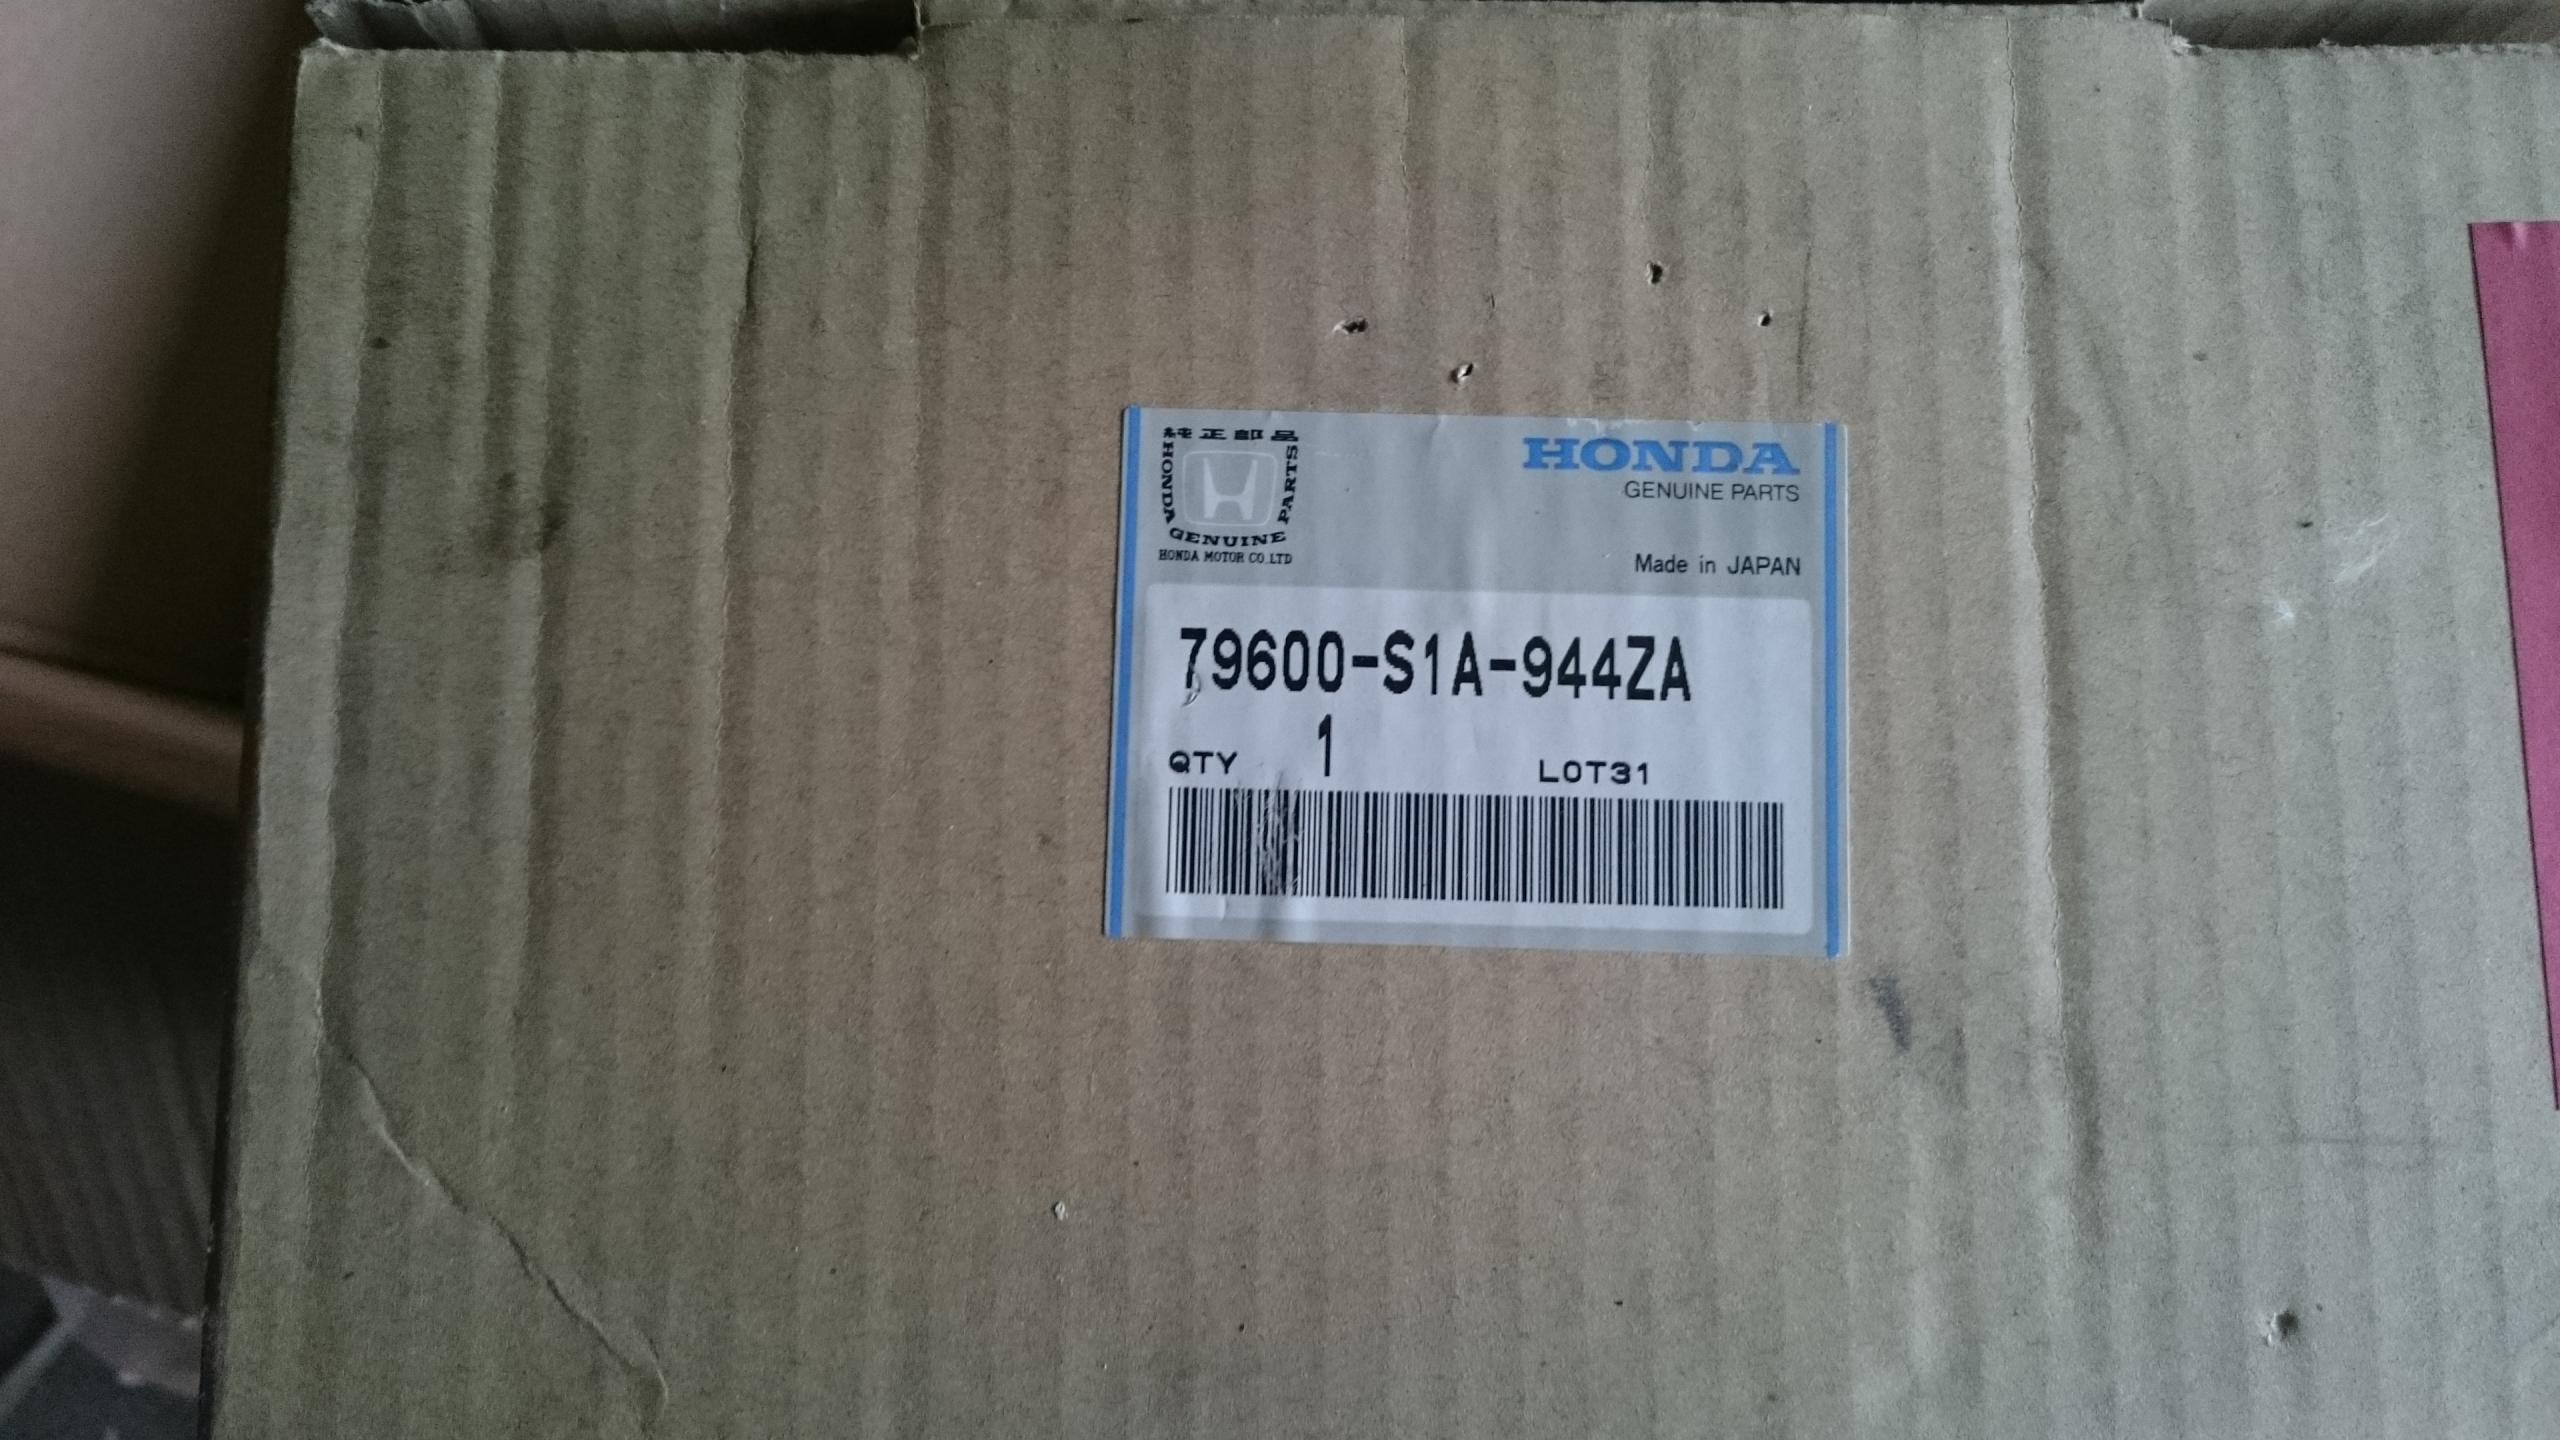 純正部品
HONDA GENUINE PARTS
HONDA MOTOR CO.LTD
HONDA
GENUINE PARTS
Made in JAPAN
79600-S1A-944ZA
QTY 1 LOT31